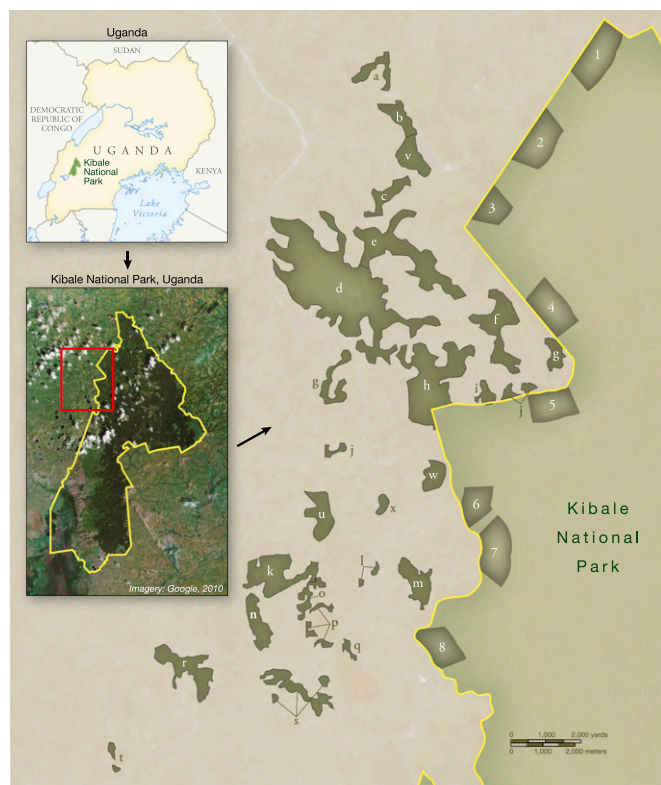 Uganda
SUDAN
DEMOCRATIC
REPUBLIC OF
CONGO
UGANDA
Kibale
National
Park
KENYA
Lake
Victoria
Kibale National Park, Uganda
Imagery: Google, 2010
a
b
v
c
e
d
f
g
g
h
i
j
j
w
x
u
k
l
m
n
o
p
q
r
s
t
1
2
3
4
5
6
7
8
Kibale
National
Park
0 1,000 2,000 yards
0 1,000 2,000 meters